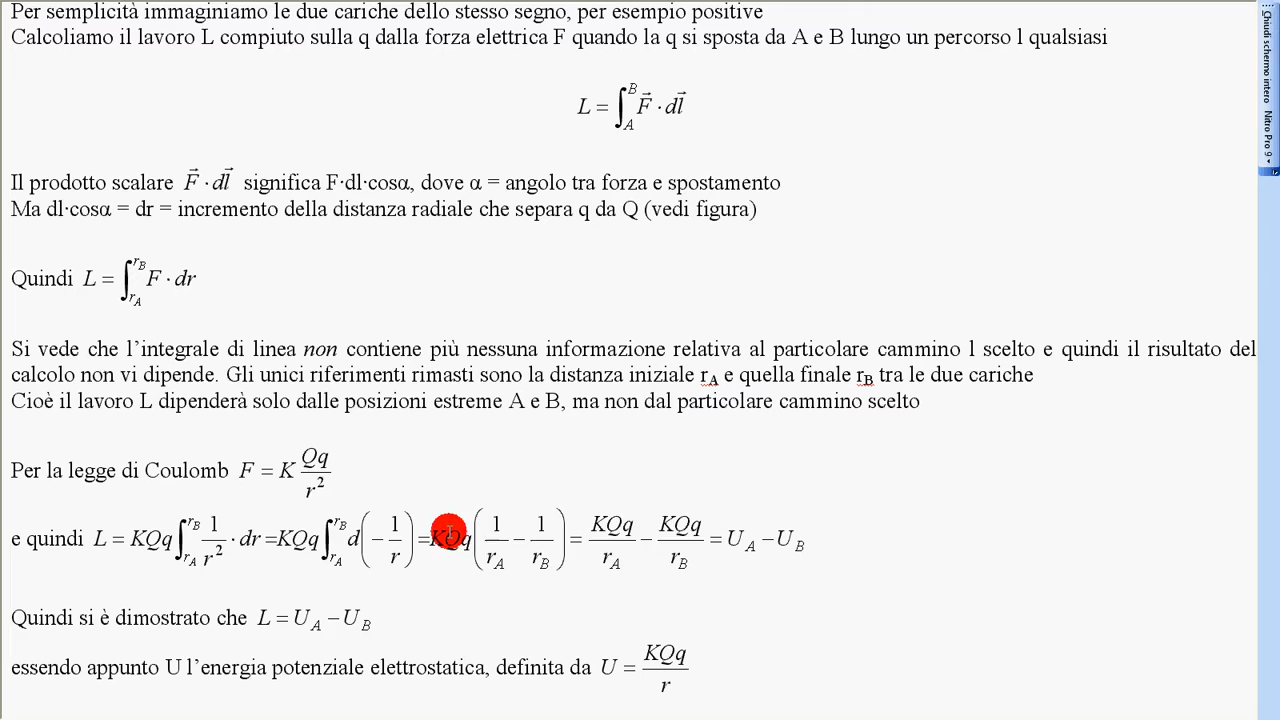 Per semplicità immaginiamo le due cariche dello stesso segno, per esempio positive
Calcoliamo il lavoro L compiuto sulla q dalla forza elettrica F quando la q si sposta da A e B lungo un percorso l qualsiasi
L = ∫_A^B F⃗ · dl⃗
Il prodotto scalare F⃗ · dl⃗ significa F·dl·cosα, dove α = angolo tra forza e spostamento
Ma dl·cosα = dr = incremento della distanza radiale che separa q da Q (vedi figura)
Quindi L = ∫_{r_A}^{r_B} F · dr
Si vede che l’integrale di linea non contiene più nessuna informazione relativa al particolare cammino l scelto e quindi il risultato del
calcolo non vi dipende. Gli unici riferimenti rimasti sono la distanza iniziale r_A e quella finale r_B tra le due cariche
Cioè il lavoro L dipenderà solo dalle posizioni estreme A e B, ma non dal particolare cammino scelto
Per la legge di Coulomb F = K Qq/r²
e quindi L = KQq ∫_{r_A}^{r_B} 1/r² · dr = KQq ∫_{r_A}^{r_B} d(−1/r) = KQq (1/r_A − 1/r_B) = KQq/r_A − KQq/r_B = U_A − U_B
Quindi si è dimostrato che L = U_A − U_B
essendo appunto U l’energia potenziale elettrostatica, definita da U = KQq/r
Chiudi schermo intero
Nitro Pro 9